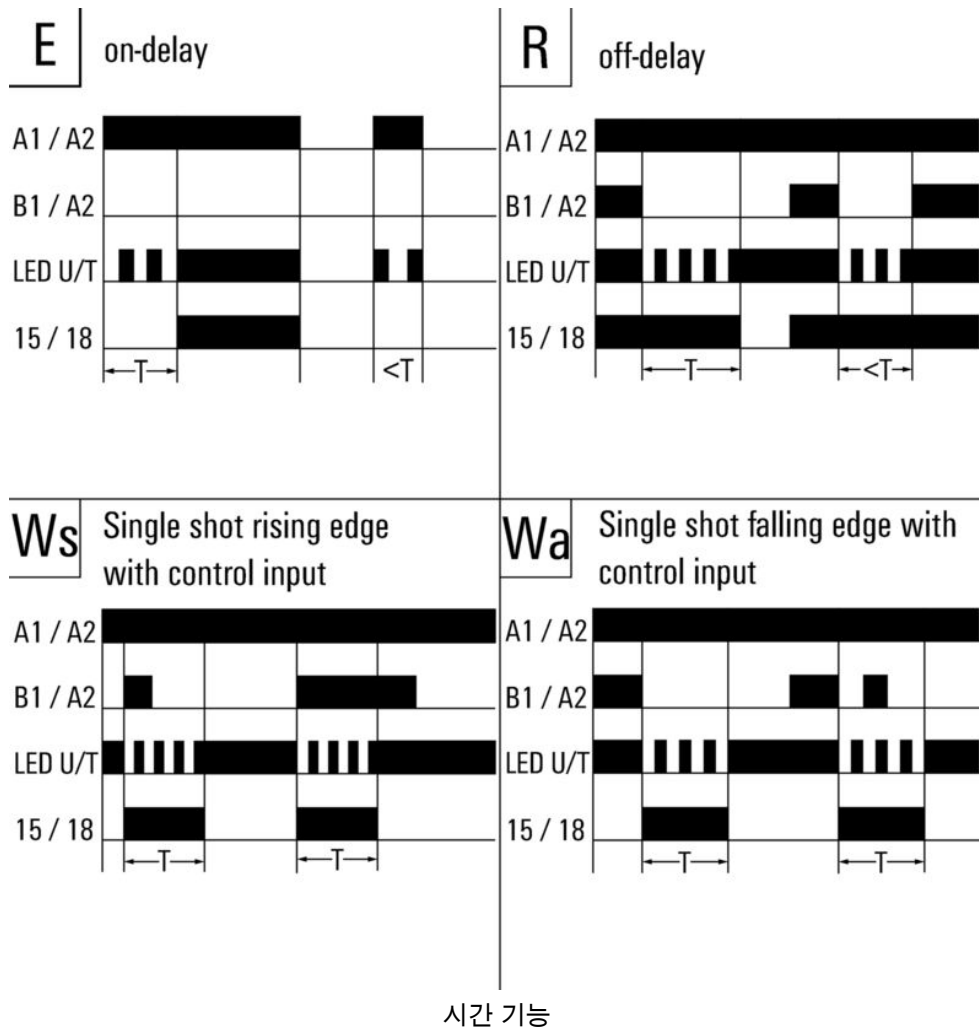 E on-delay
A1 / A2
B1 / A2
LED U/T
15 / 18
T <T
R off-delay
A1 / A2
B1 / A2
LED U/T
15 / 18
T <T
Ws Single shot rising edge
with control input
A1 / A2
B1 / A2
LED U/T
15 / 18
T T
Wa Single shot falling edge with
control input
A1 / A2
B1 / A2
LED U/T
15 / 18
T T
시간 기능